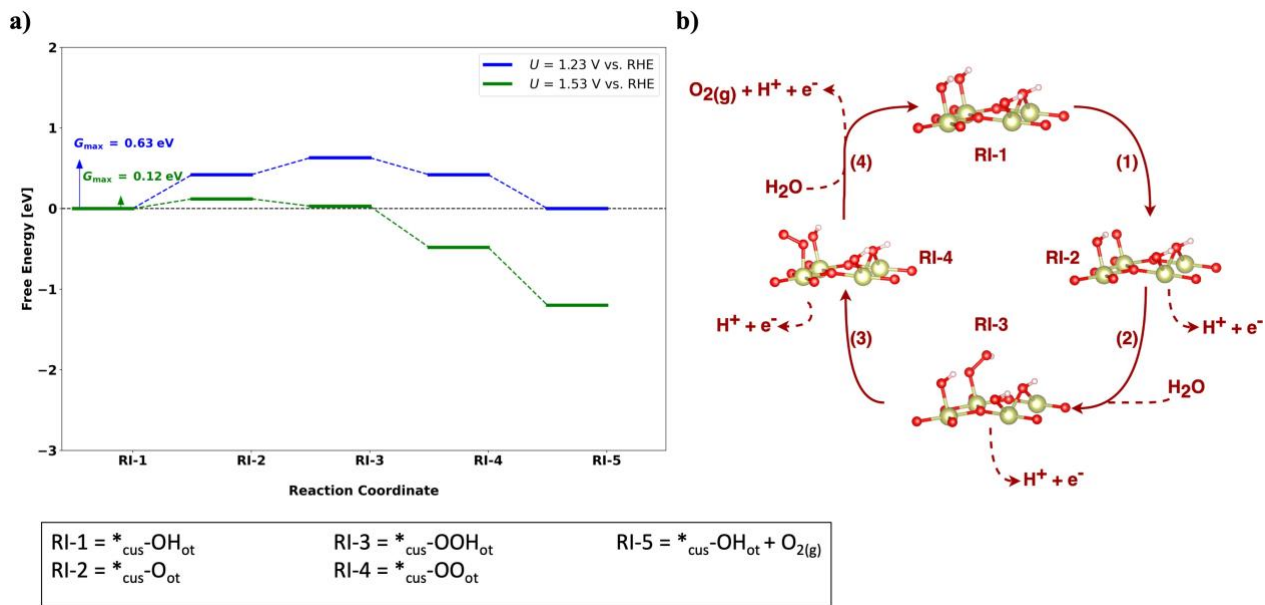 a)
b)
2
1
0
−1
−2
−3
Free Energy [eV]
U = 1.23 V vs. RHE
U = 1.53 V vs. RHE
Gmax = 0.63 eV
Gmax = 0.12 eV
RI-1 RI-2 RI-3 RI-4 RI-5
Reaction Coordinate
O2(g) + H+ + e-
RI-1
(4)
(1)
H2O
RI-4
RI-2
H+ + e-
(3)
RI-3
(2)
H+ + e-
H2O
H+ + e-
RI-1 = *cus-OHot RI-3 = *cus-OOHot RI-5 = *cus-OHot + O2(g)
RI-2 = *cus-Oot RI-4 = *cus-OOot